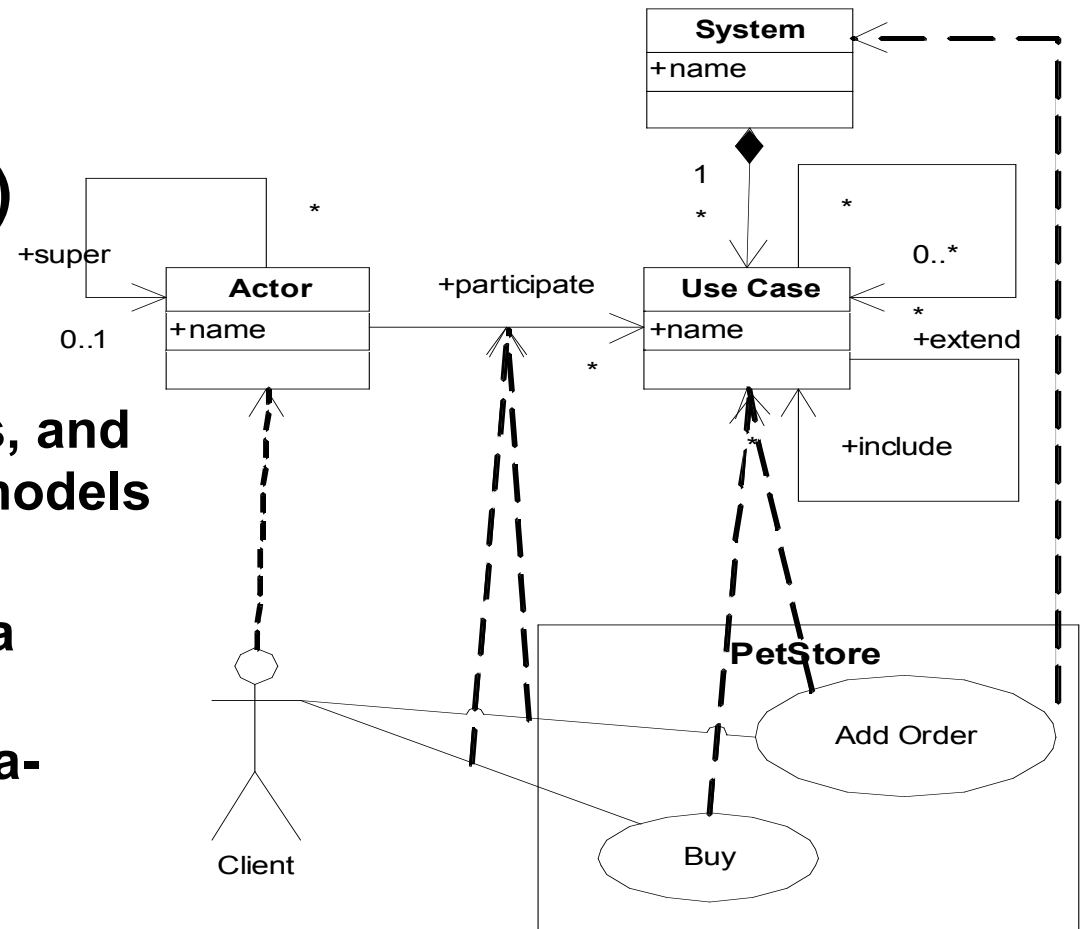 )
s, and
models
a
a-
System
+name
1
*
*
0..*
*
+extend
+super
*
0..1
Actor
+name
+participate
*
Use Case
+name
*
+include
PetStore
Add Order
Buy
Client